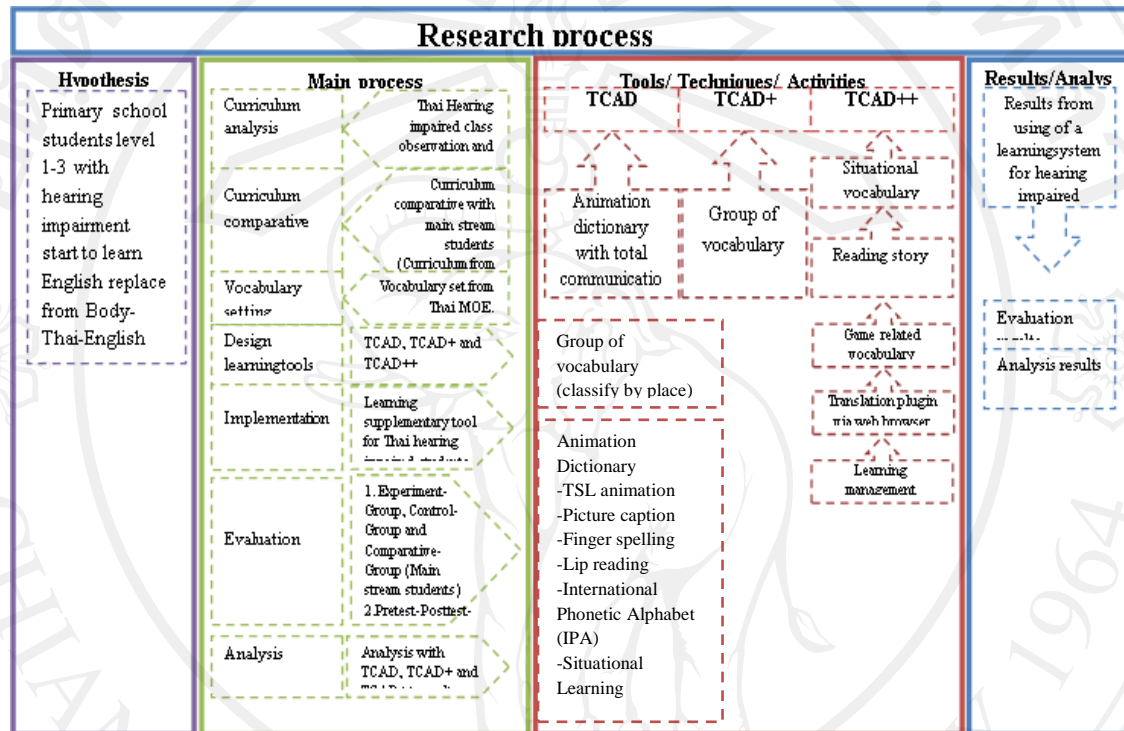 Research process
Hypothesis
Primary school
students level
1-3 with
hearing
impairment
start to learn
English replace
from Body-
Thai-English
Main process
Curriculum
analysis
Thai Hearing
impaired class
observation and
Curriculum
comparative
Curriculum
comparative with
main stream
students
(Curriculum from
Vocabulary
setting
Vocabulary set from
Thai MOE.
Design
learningtools
TCAD, TCAD+ and
TCAD++
Implementation
Learning
supplementary tool
for Thai hearing
impaired students
Evaluation
1. Experiment-
Group, Control-
Group and
Comparative-
Group (Main
stream students)
2.Pretest-Posttest-
Analysis
Analysis with
TCAD, TCAD+ and
Tools/ Techniques/ Activities
TCAD
TCAD+
TCAD++
Animation
dictionary
with total
communicatio
Group of
vocabulary
Situational
vocabulary
Reading story
Game related
vocabulary
Translation plugin
via web browser
Learning
management
Group of
vocabulary
(classify by place)
Animation
Dictionary
-TSL animation
-Picture caption
-Finger spelling
-Lip reading
-International
Phonetic Alphabet
(IPA)
-Situational
Learning
Results/Analys
Results from
using of a
learningsystem
for hearing
impaired
Evaluation
results
Analysis results
1964